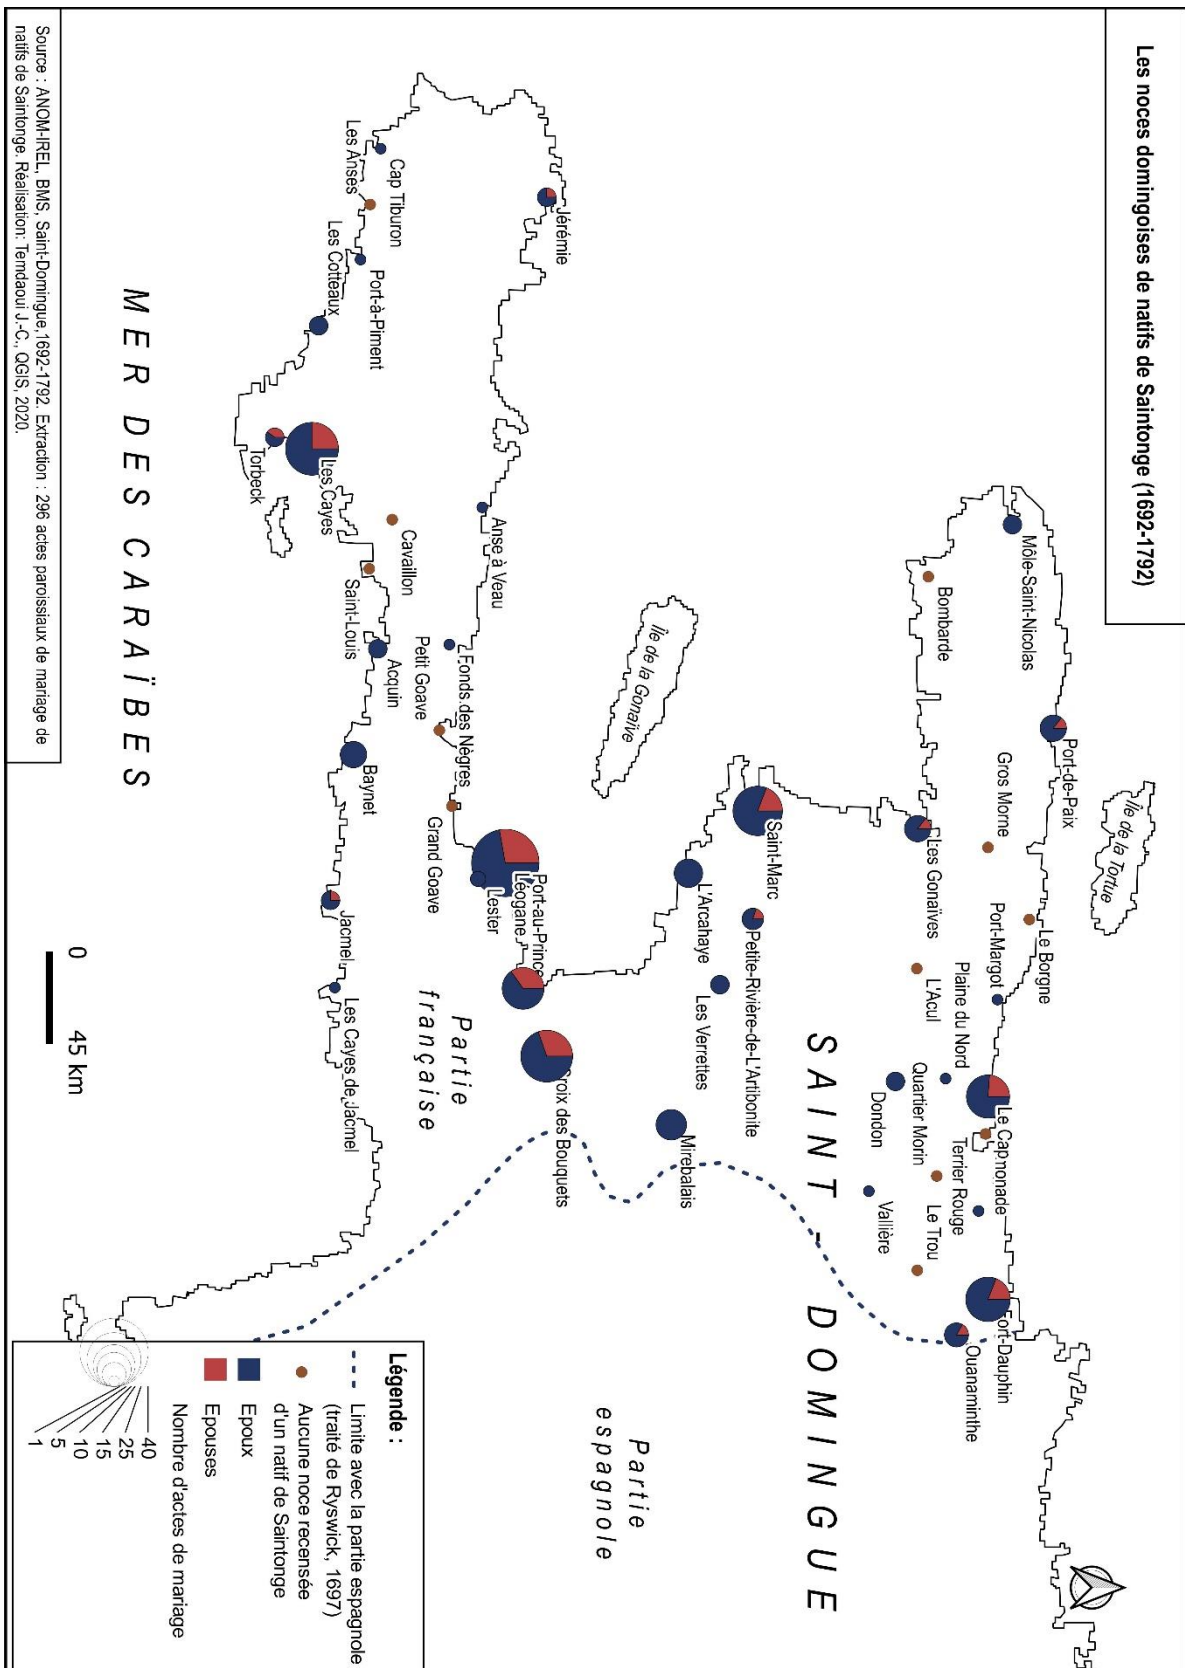 Les noces domingoises de natifs de Saintonge (1692-1792)
Île de la Tortue
Port-de-Paix
Môle-Saint-Nicolas
Bombarde
Gros Morne
Le Borgne
Port-Margot
Les Gonaïves
L'Acul
Plaine du Nord
Le Cap
monade
Quartier Morin
Terrier Rouge
Dondon
Le Trou
Vallière
Fort-Dauphin
Ouanaminthe
SAINT - DOMINGUE
Saint-Marc
Petite-Rivière-de-L'Artibonite
L'Arcahaye
Les Verrettes
Mirebalais
Île de la Gonaïve
Partie
espagnole
Jérémie
Anse à Veau
Fonds des Nègres
Petit Goave
Grand Goave
Port-au-Prince
Léogane
Lester
Croix des Bouquets
Partie
française
Cap Tiburon
Les Anses
Port-à-Piment
Les Cotteaux
Les Cayes
Torbeck
Cavaillon
Saint-Louis
Acquin
Baynet
Jacmel
Les Cayes de Jacmel
MER DES CARAÏBES
0 45 km
Légende :
Limite avec la partie espagnole
(traité de Ryswick, 1697)
Aucune noce recensée
d'un natif de Saintonge
Epoux
Epouses
Nombre d'actes de mariage
40
25
15
10
5
1
Source : ANOM-IREL, BMS, Saint-Domingue,1692-1792. Extraction : 296 actes paroissiaux de mariage de
natifs de Saintonge. Réalisation: Temdaoui J.-C., QGIS, 2020.